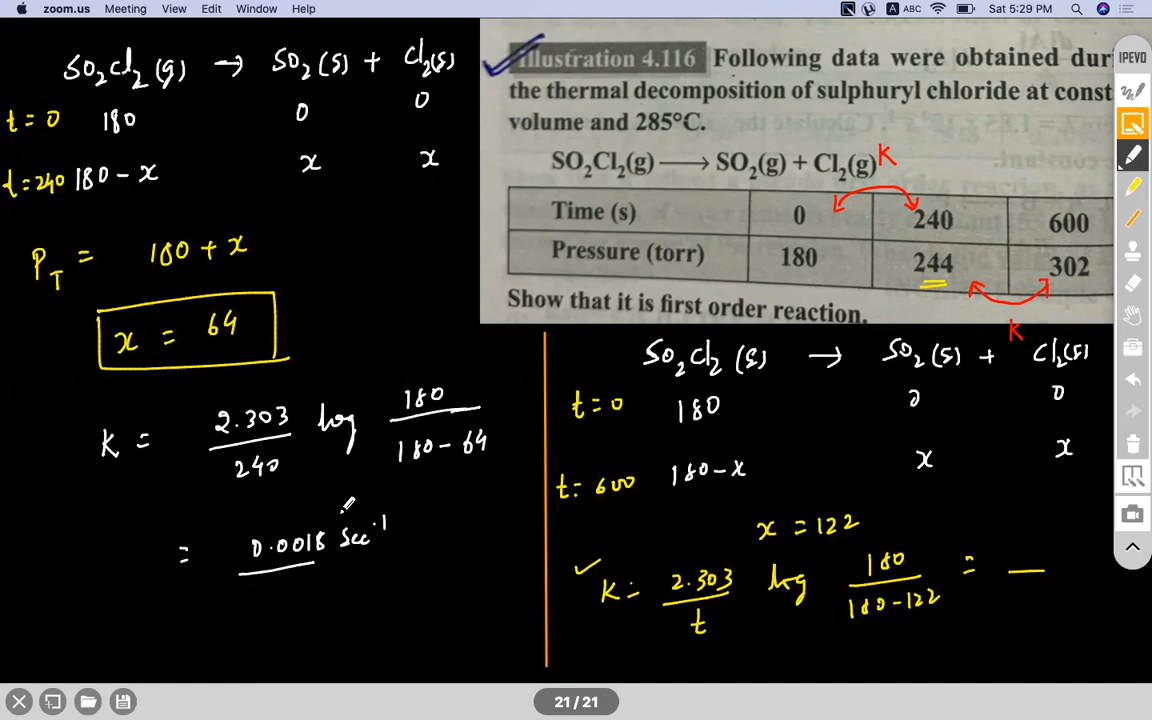 zoom.us Meeting View Edit Window Help ABC Sat 5:29 PM
SO₂Cl₂ (g) → SO₂ (g) + Cl₂ (g)
t = 0 180 0 0
t = 240 180 - x x x
P_T = 180 + x
x = 64
K = 2.303/240 log 180/180 - 64
= 0.0018 Sec⁻¹
Illustration 4.116 Following data were obtained dur
the thermal decomposition of sulphuryl chloride at const
volume and 285°C.
SO₂Cl₂(g) ⟶ SO₂(g) + Cl₂(g) K
Time (s) 0 240 600
Pressure (torr) 180 244 302
Show that it is first order reaction.
K
SO₂Cl₂ (g) → SO₂ (g) + Cl₂ (g)
t = 0 180 0 0
t = 600 180 - x x x
x = 122
K = 2.303/t log 180/180 - 122 = —
IPEVO
21 / 21